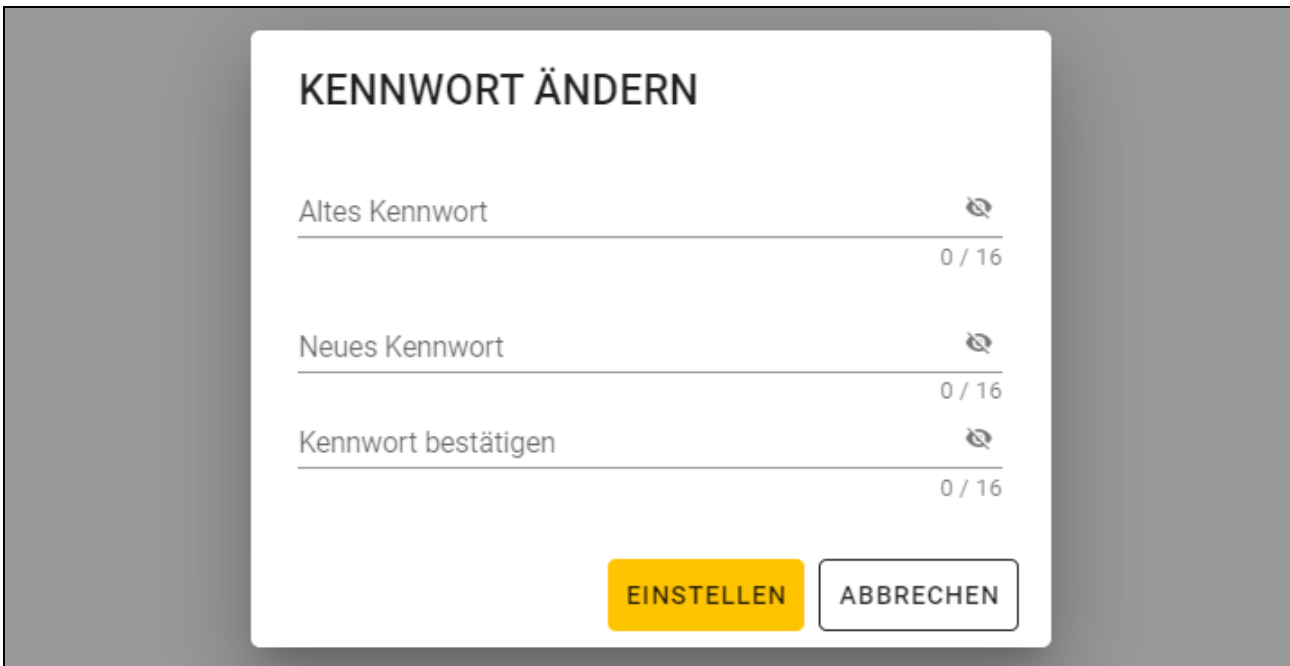 KENNWORT ÄNDERN
Altes Kennwort
0 / 16
Neues Kennwort
0 / 16
Kennwort bestätigen
0 / 16
EINSTELLEN ABBRECHEN